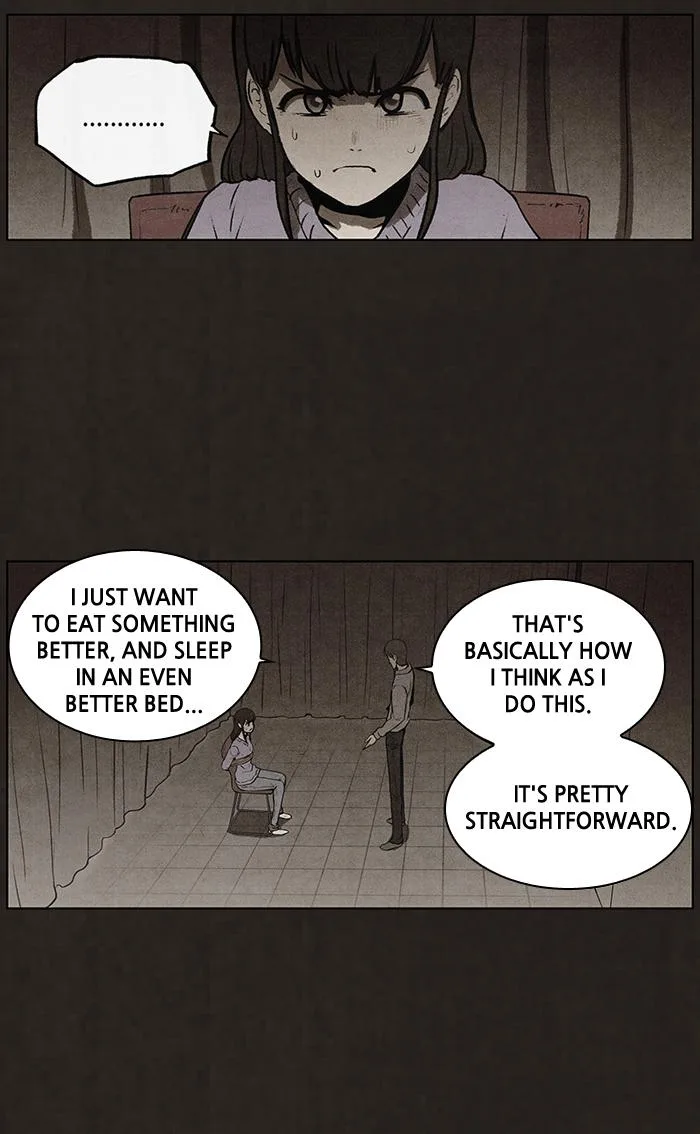 ............
I JUST WANT
TO EAT SOMETHING
BETTER, AND SLEEP
IN AN EVEN
BETTER BED...
THAT'S
BASICALLY HOW
I THINK AS I
DO THIS.
IT'S PRETTY
STRAIGHTFORWARD.